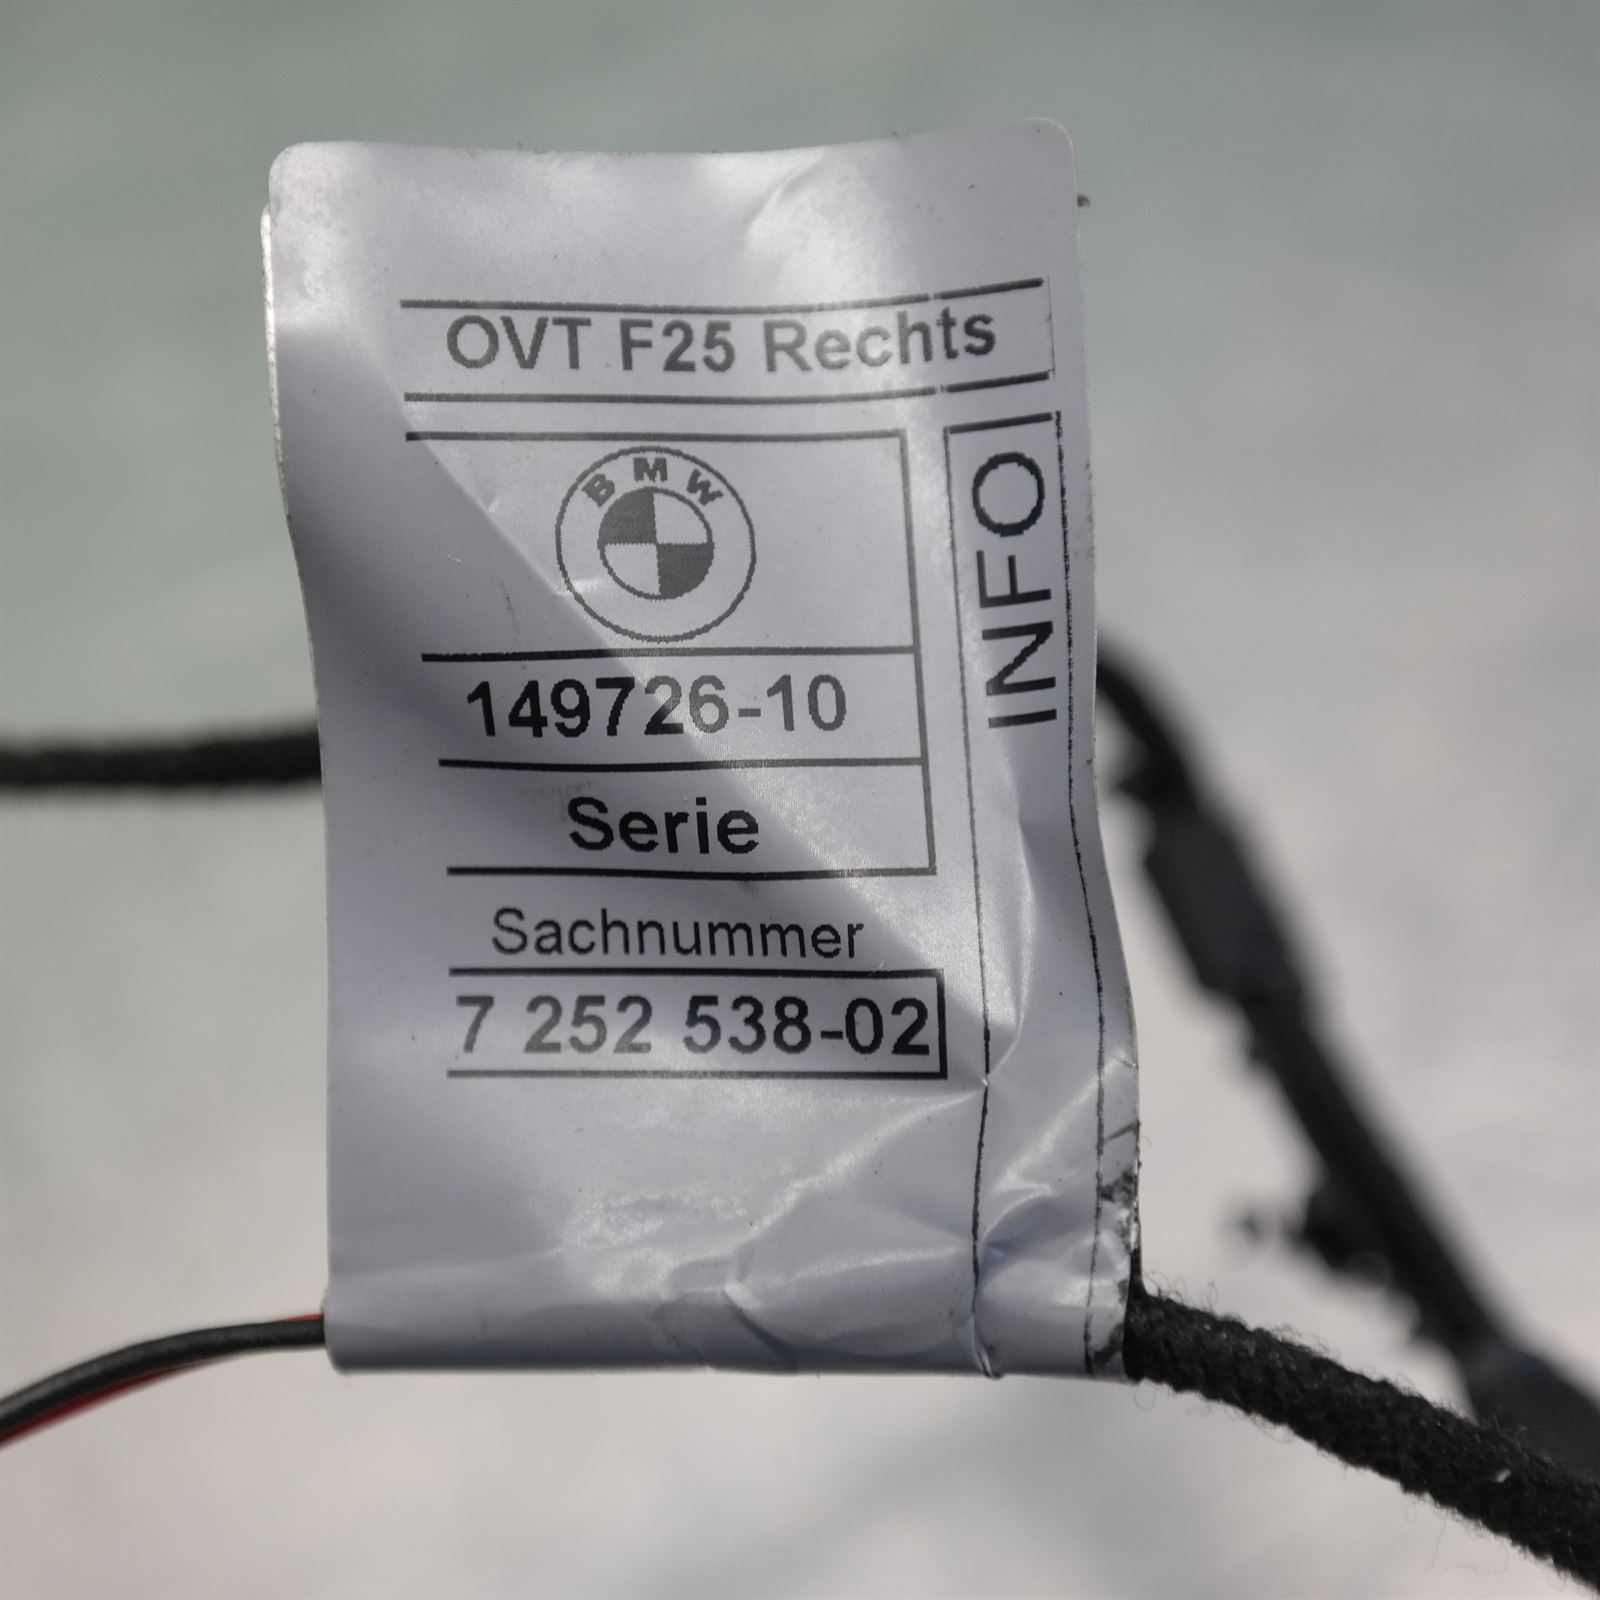 OVT F25 Rechts
BMW
INFO
149726-10
Serie
Sachnummer
7 252 538-02